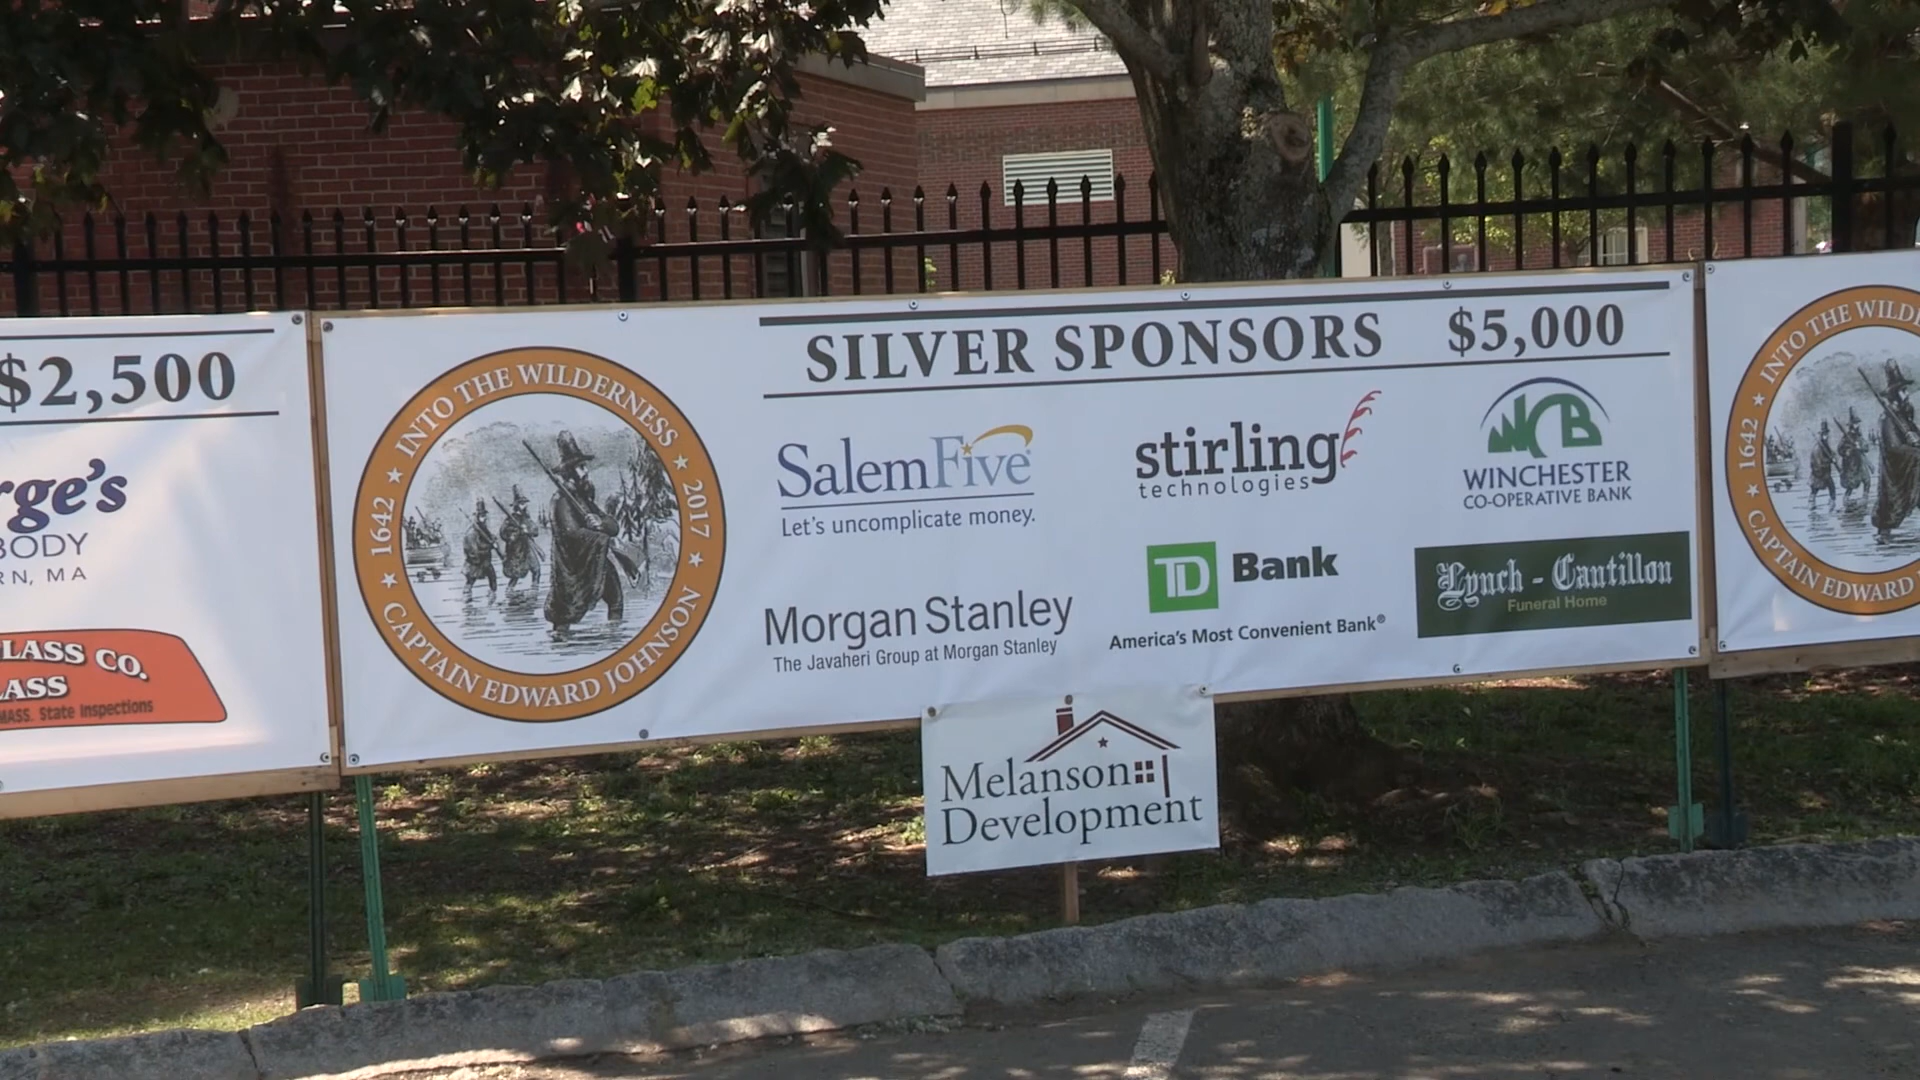 $2,500
BODY
MA
LASS CO.
MASS. State Inspections
INTO THE WILDERNESS
1642 ★ ★ 2017
CAPTAIN EDWARD JOHNSON
SILVER SPONSORS $5,000
SalemFive
Let's uncomplicate money.
stirling
technologies
WCB
WINCHESTER
CO-OPERATIVE BANK
Morgan Stanley
The Javaheri Group at Morgan Stanley
TD Bank
America's Most Convenient Bank®
Lynch - Cantillon
Funeral Home
Melanson
Development
INTO THE WILD
1642
CAPTAIN EDWARD